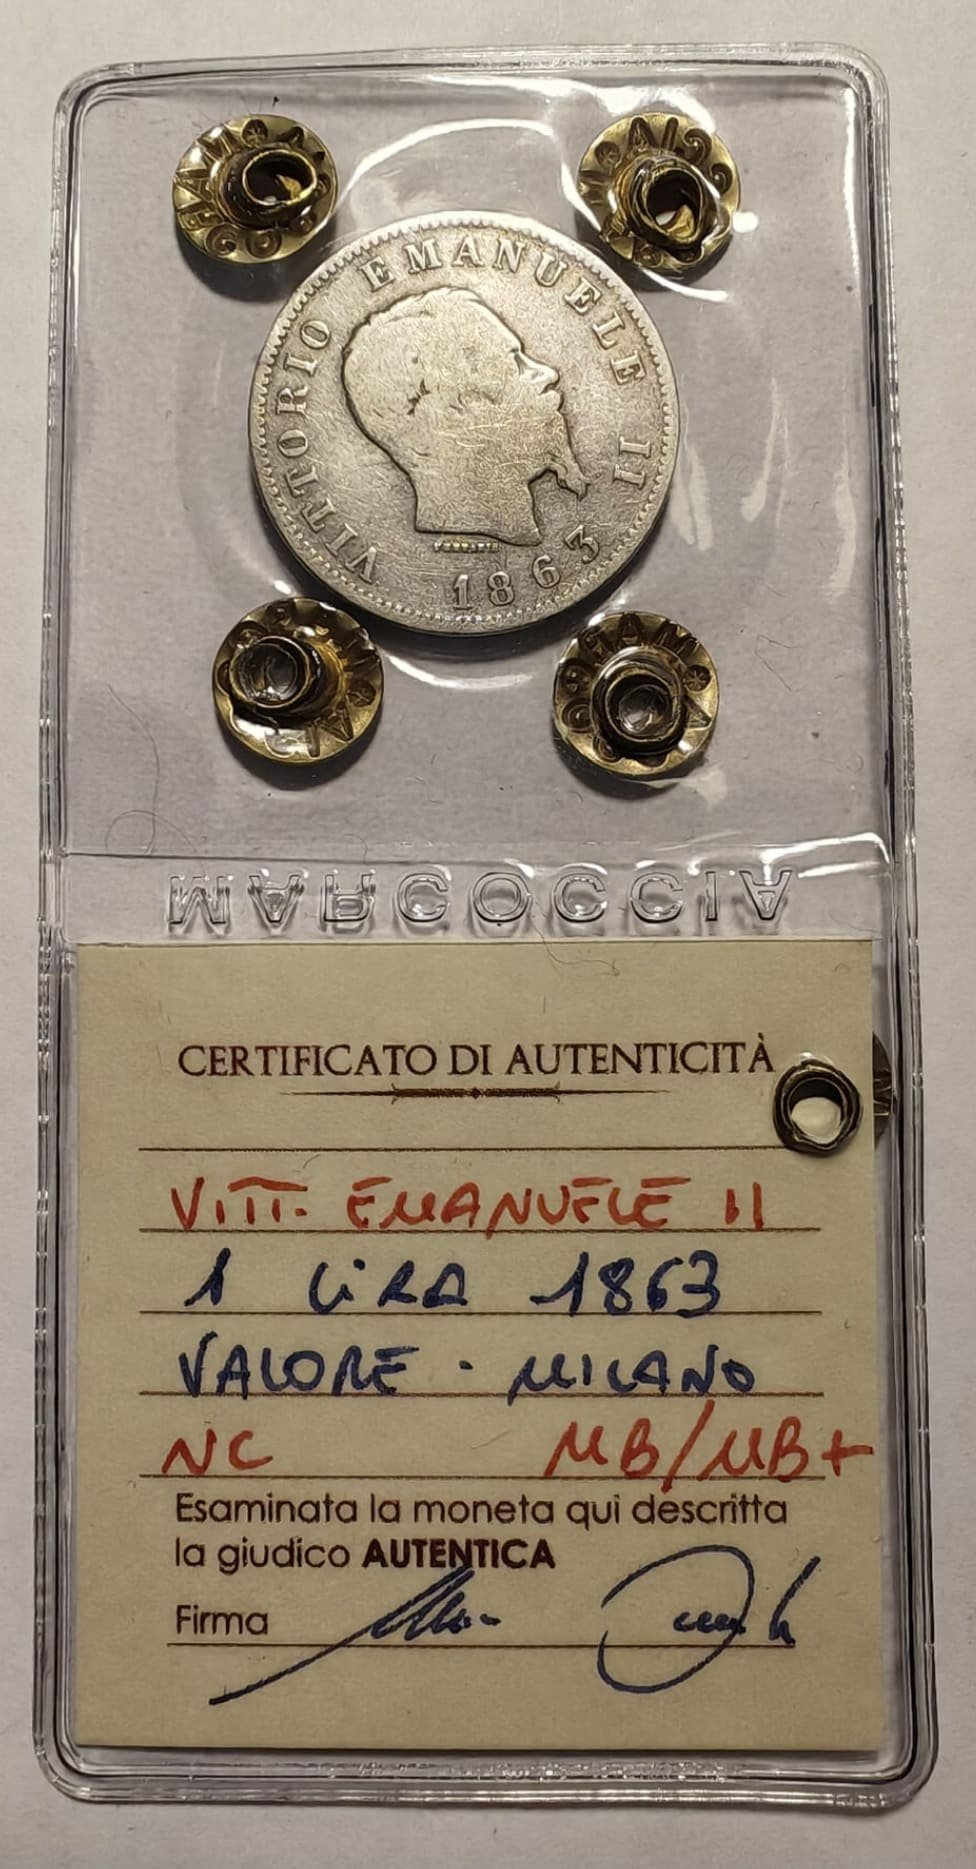 VITTORIO EMANUELE II
1863
MARCOCCIA
CERTIFICATO DI AUTENTICITÀ
VITT. EMANUELE II
1 LiRA 1863
VALORE - MILANO
NC MB/MB+
Esaminata la moneta qui descritta
la giudico AUTENTICA
Firma